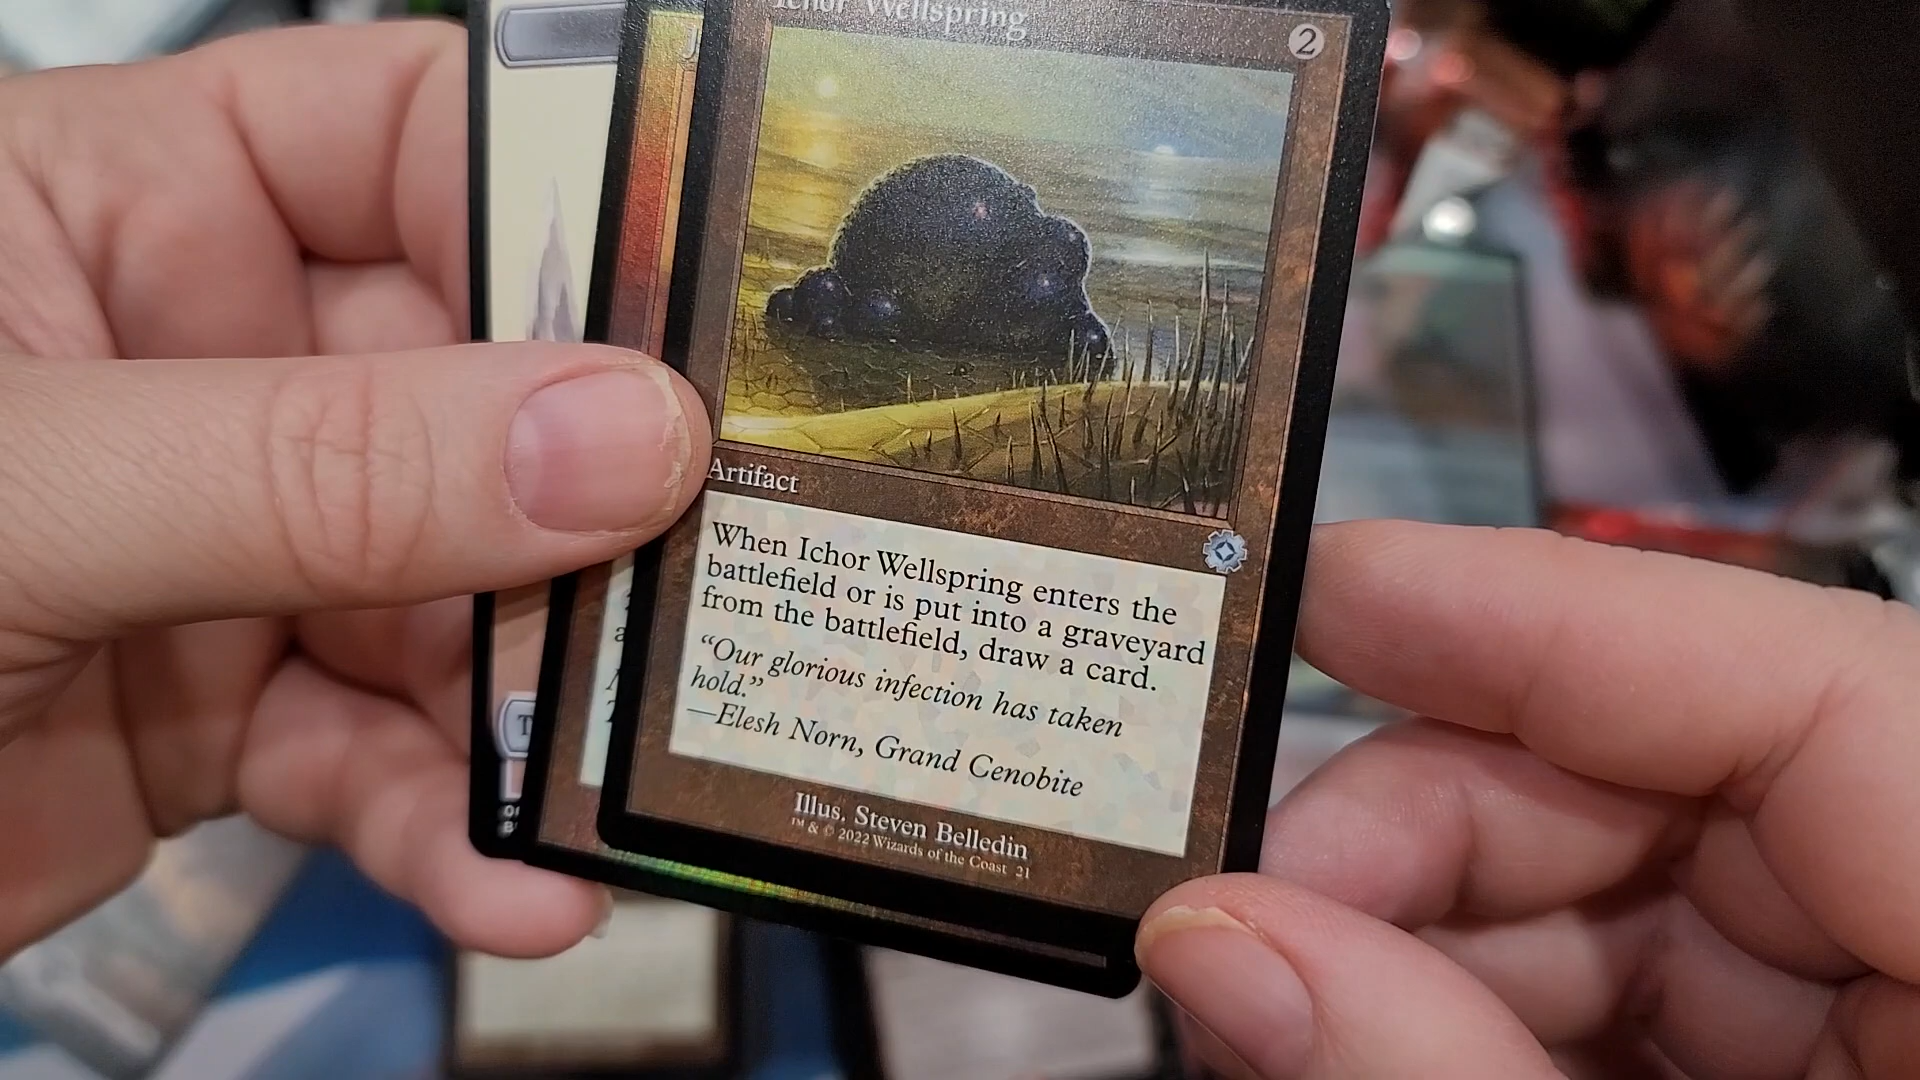 Ichor Wellspring
2
J
Artifact
When Ichor Wellspring enters the
battlefield or is put into a graveyard
from the battlefield, draw a card.
“Our glorious infection has taken
hold.”
—Elesh Norn, Grand Cenobite
Illus. Steven Belledin
™ & © 2022 Wizards of the Coast 21
T